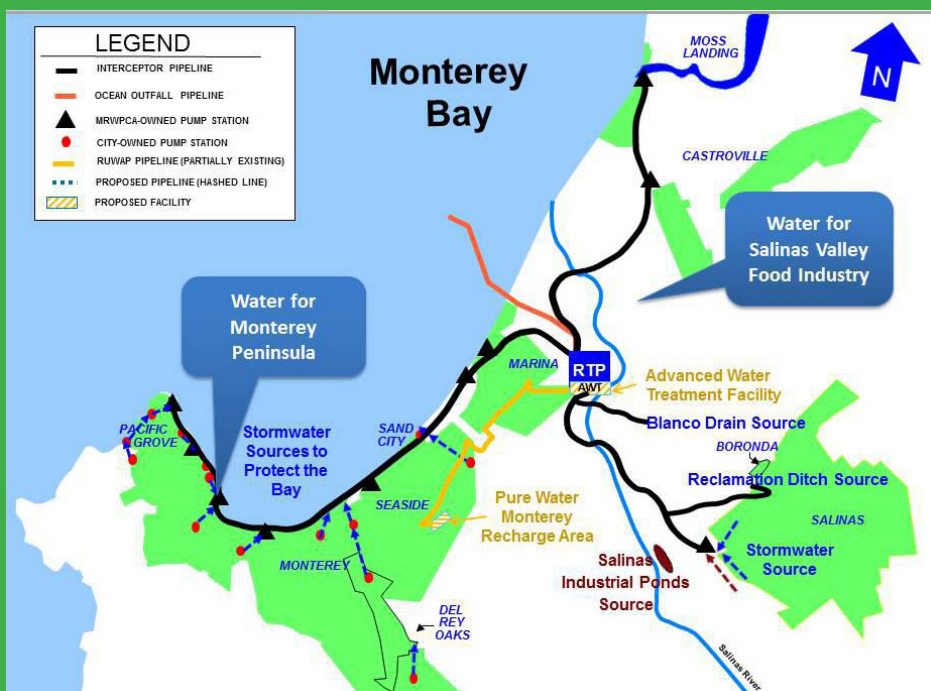 LEGEND
INTERCEPTOR PIPELINE
OCEAN OUTFALL PIPELINE
MRWPCA-OWNED PUMP STATION
CITY-OWNED PUMP STATION
RUWAP PIPELINE (PARTIALLY EXISTING)
PROPOSED PIPELINE (HASHED LINE)
PROPOSED FACILITY
Monterey
Bay
MOSS
LANDING
N
CASTROVILLE
Water for
Salinas Valley
Food Industry
Water for
Monterey
Peninsula
MARINA
RTP
AWT
Advanced Water
Treatment Facility
Blanco Drain Source
BORONDA
Reclamation Ditch Source
SALINAS
Stormwater
Source
PACIFIC
GROVE
Stormwater
Sources to
Protect the
Bay
SAND
CITY
SEASIDE
Pure Water
Monterey
Recharge Area
MONTEREY
Salinas
Industrial Ponds
Source
DEL
REY
OAKS
Salinas River